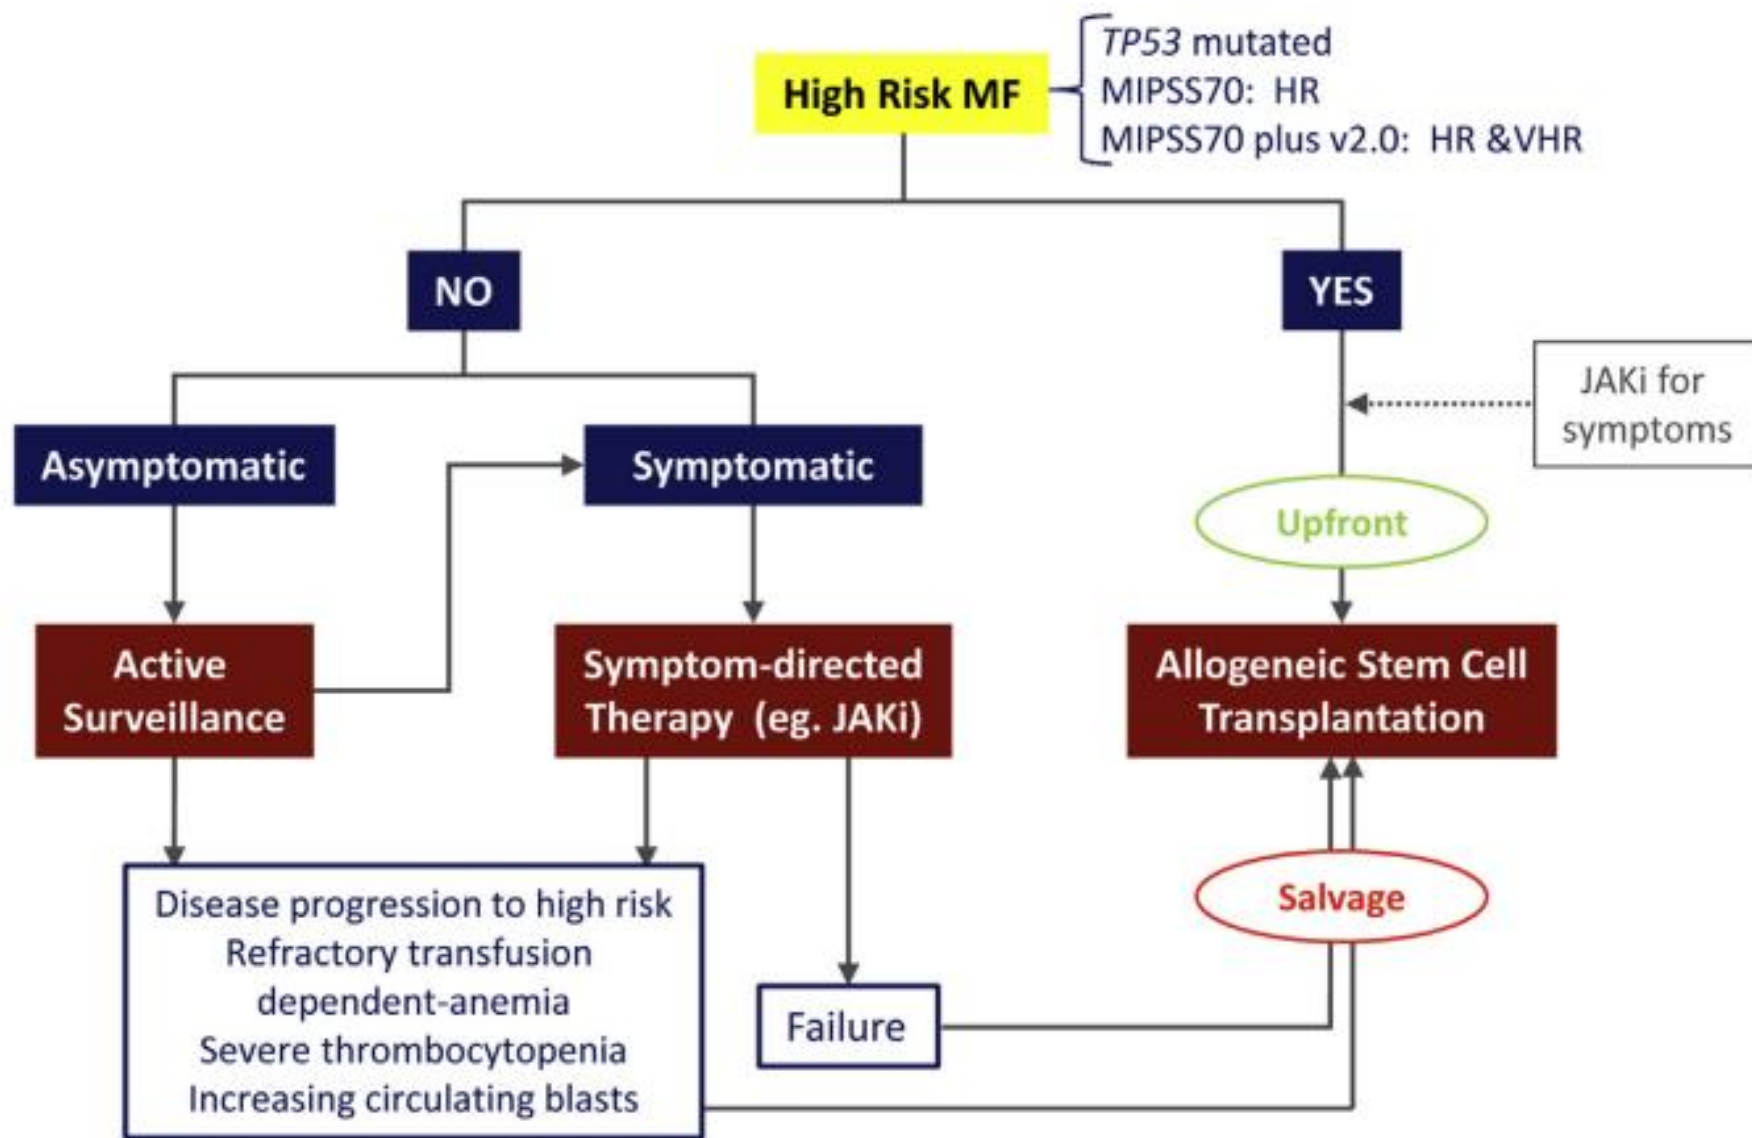 High Risk MF
TP53 mutated
MIPSS70: HR
MIPSS70 plus v2.0: HR &VHR
NO
YES
JAKi for
symptoms
Asymptomatic
Symptomatic
Upfront
Active
Surveillance
Symptom-directed
Therapy (eg. JAKi)
Allogeneic Stem Cell
Transplantation
Disease progression to high risk
Refractory transfusion
dependent-anemia
Severe thrombocytopenia
Increasing circulating blasts
Failure
Salvage